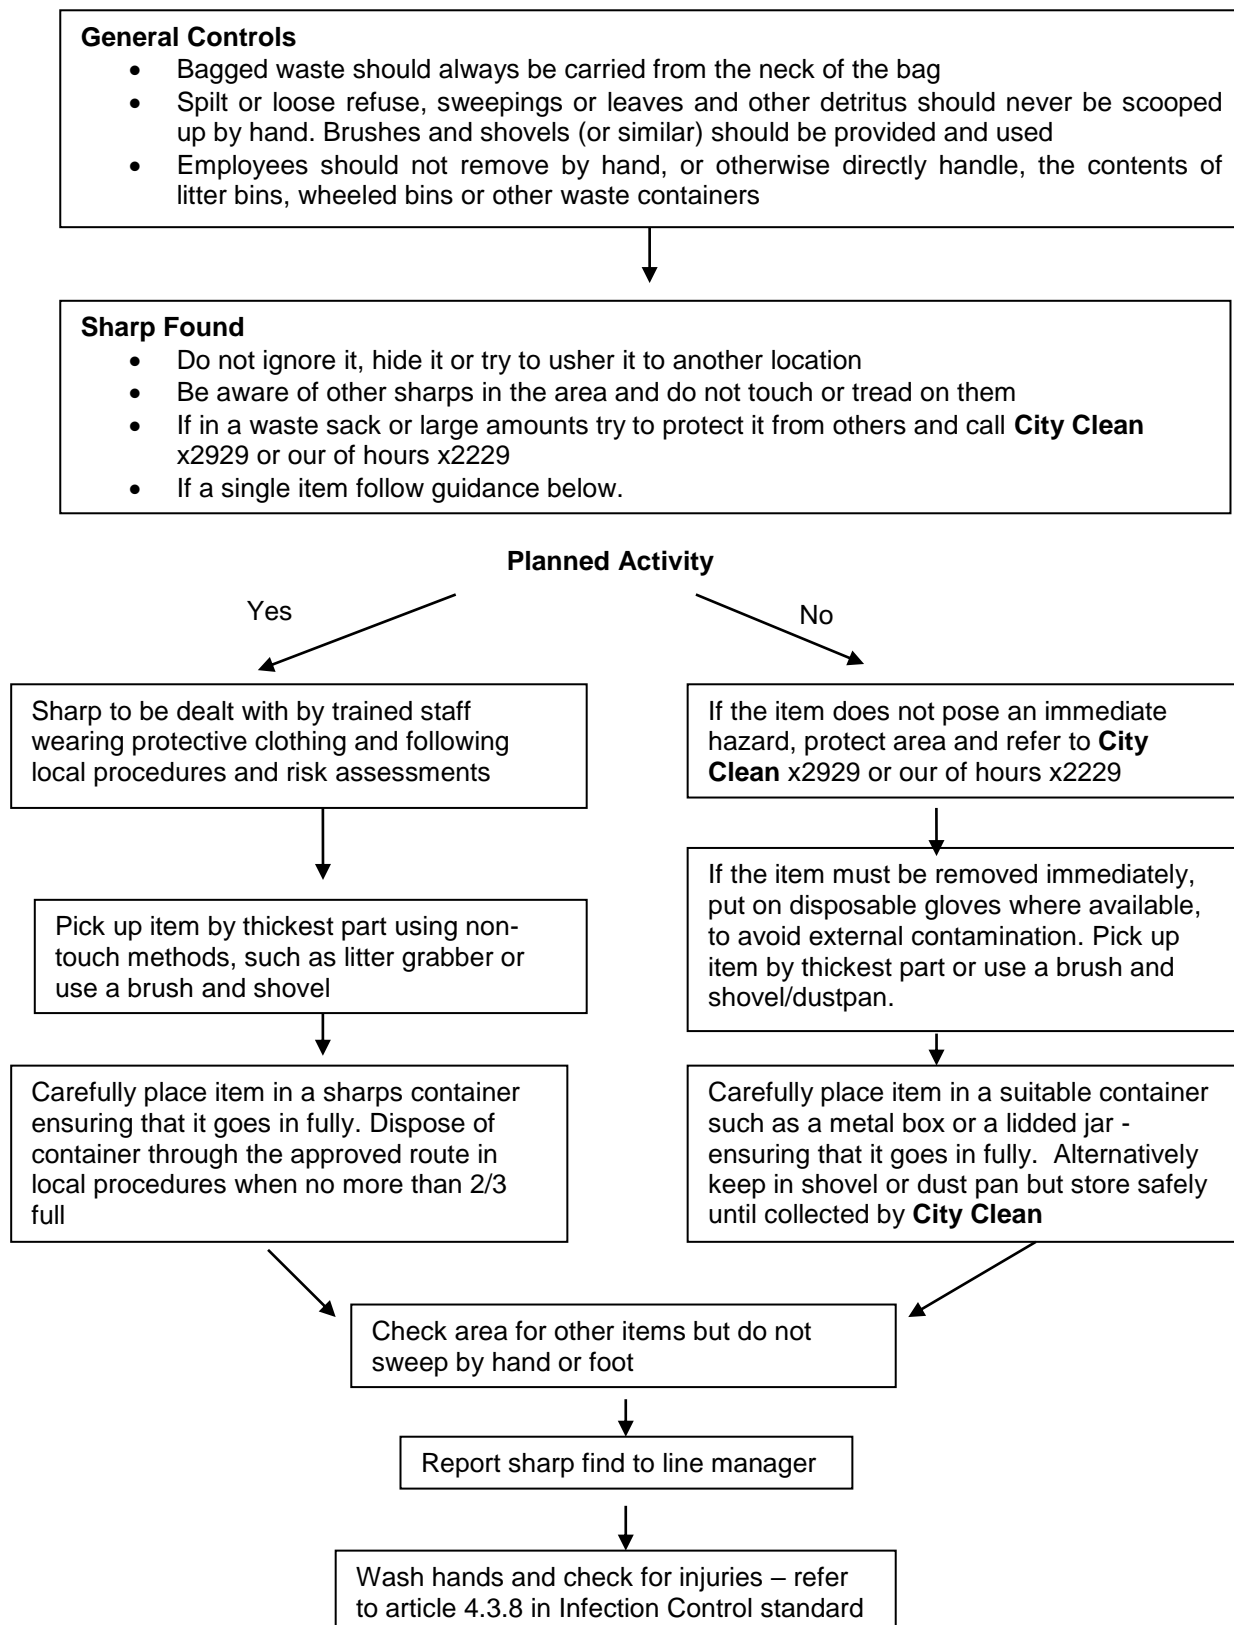 General Controls
• Bagged waste should always be carried from the neck of the bag
• Spilt or loose refuse, sweepings or leaves and other detritus should never be scooped
up by hand. Brushes and shovels (or similar) should be provided and used
• Employees should not remove by hand, or otherwise directly handle, the contents of
litter bins, wheeled bins or other waste containers
Sharp Found
• Do not ignore it, hide it or try to usher it to another location
• Be aware of other sharps in the area and do not touch or tread on them
• If in a waste sack or large amounts try to protect it from others and call City Clean
x2929 or our of hours x2229
• If a single item follow guidance below.
Planned Activity
Yes
No
Sharp to be dealt with by trained staff
wearing protective clothing and following
local procedures and risk assessments
If the item does not pose an immediate
hazard, protect area and refer to City
Clean x2929 or our of hours x2229
Pick up item by thickest part using non-
touch methods, such as litter grabber or
use a brush and shovel
If the item must be removed immediately,
put on disposable gloves where available,
to avoid external contamination. Pick up
item by thickest part or use a brush and
shovel/dustpan.
Carefully place item in a sharps container
ensuring that it goes in fully. Dispose of
container through the approved route in
local procedures when no more than 2/3
full
Carefully place item in a suitable container
such as a metal box or a lidded jar -
ensuring that it goes in fully.  Alternatively
keep in shovel or dust pan but store safely
until collected by City Clean
Check area for other items but do not
sweep by hand or foot
Report sharp find to line manager
Wash hands and check for injuries – refer
to article 4.3.8 in Infection Control standard